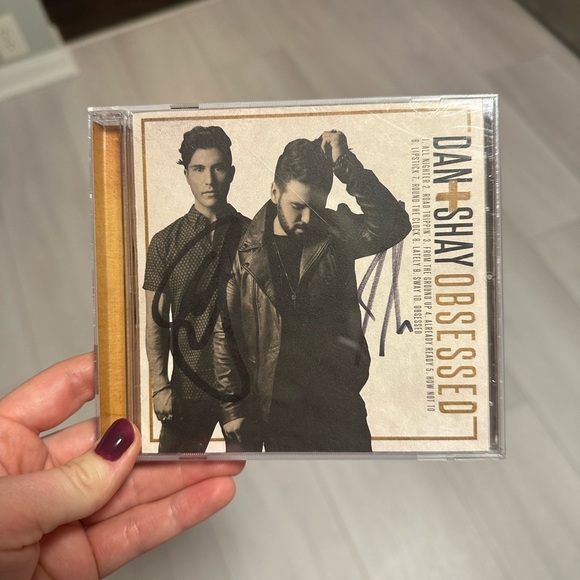 DAN + SHAY OBSESSED
1. ALL NIGHTER 2. ROAD TRIPPIN' 3. FROM THE GROUND UP 4. ALREADY READY 5. HOW NOT TO
6. LIPSTICK 7. ROUND THE CLOCK 8. LATELY 9. SWAY 10. OBSESSED